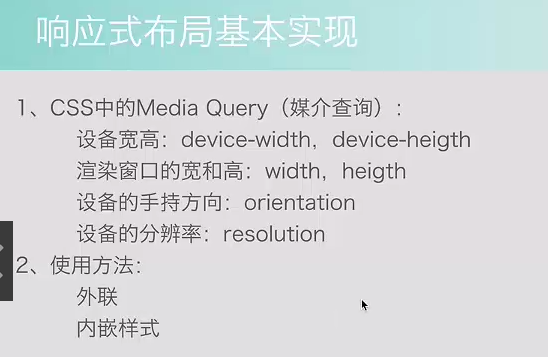 响应式布局基本实现
1、CSS中的Media Query（媒介查询）:
设备宽高：device-width，device-heigth
渲染窗口的宽和高：width，heigth
设备的手持方向：orientation
设备的分辨率：resolution
2、使用方法：
外联
内嵌样式